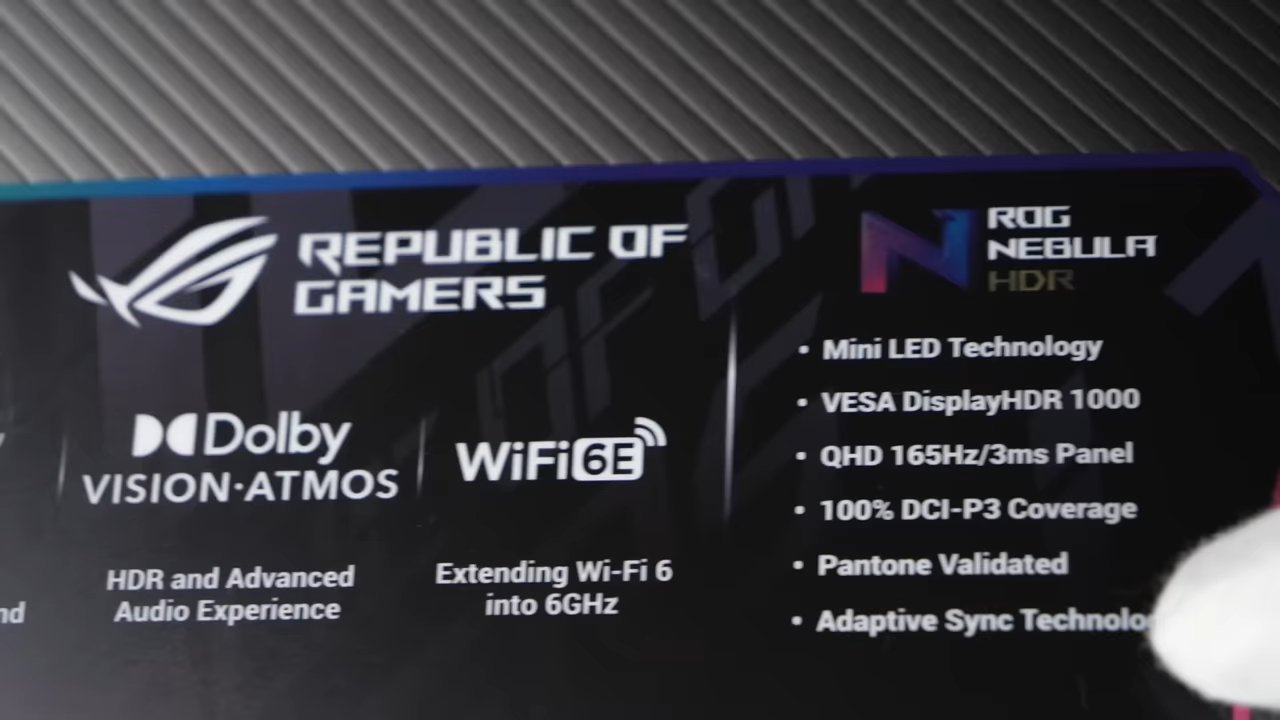 REPUBLIC OF
GAMERS
Dolby
VISION·ATMOS
HDR and Advanced
Audio Experience
WiFi 6E
Extending Wi-Fi 6
into 6GHz
ROG
NEBULA
HDR
• Mini LED Technology
• VESA DisplayHDR 1000
• QHD 165Hz/3ms Panel
• 100% DCI-P3 Coverage
• Pantone Validated
• Adaptive Sync